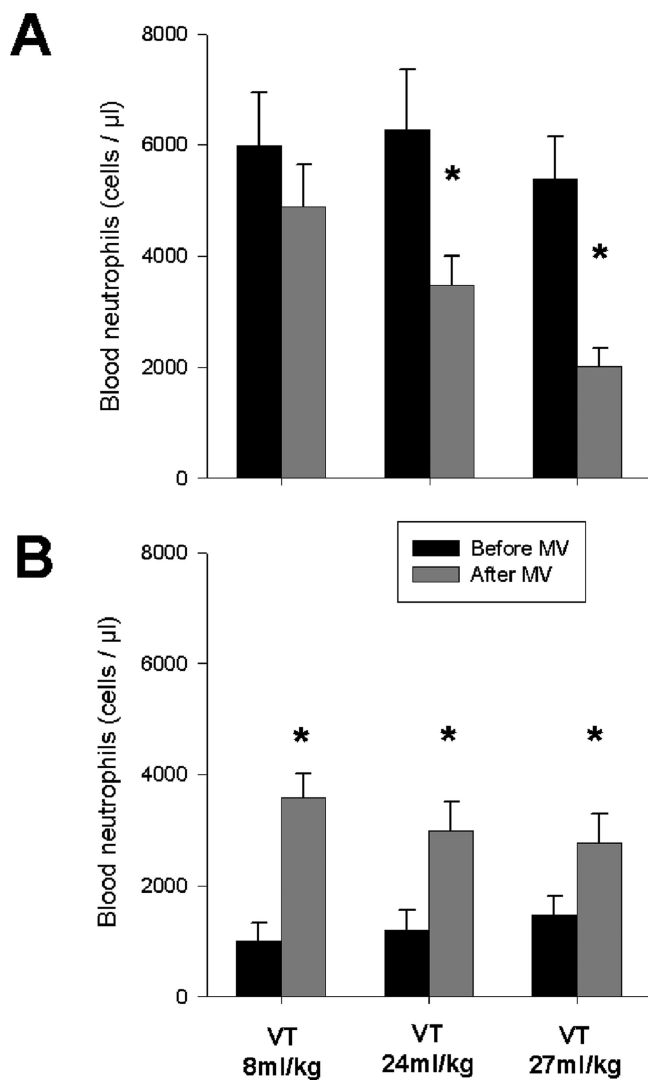 A
Blood neutrophils (cells / µl)
8000
6000
4000
2000
0
*
*
B
Blood neutrophils (cells / µl)
8000
6000
4000
2000
0
Before MV
After MV
*
*
*
VT
8ml/kg
VT
24ml/kg
VT
27ml/kg